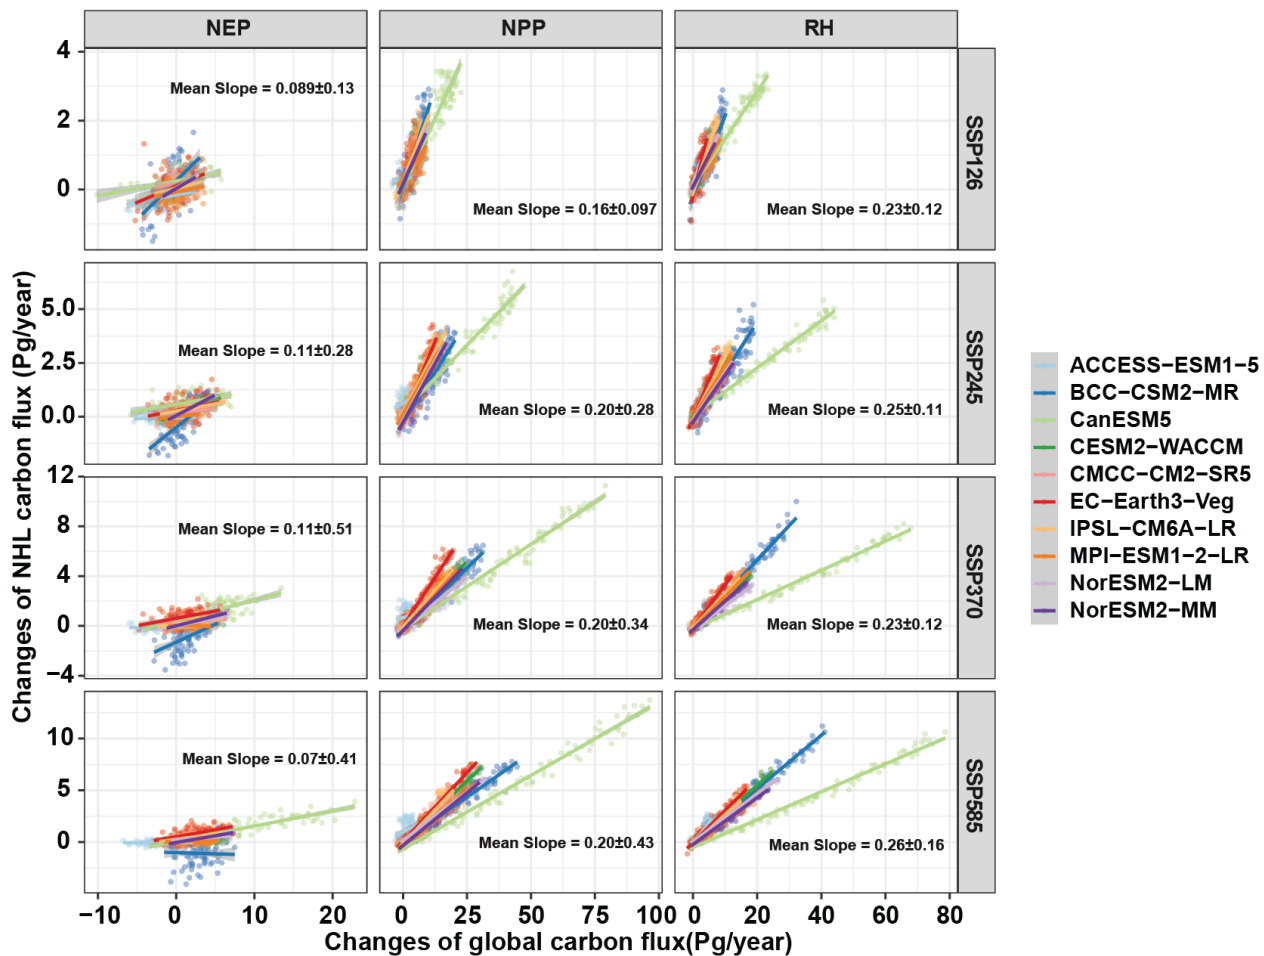 NEP NPP RH
4
2
0
Mean Slope = 0.089±0.13
Mean Slope = 0.16±0.097
Mean Slope = 0.23±0.12
SSP126
5.0
2.5
0.0
Mean Slope = 0.11±0.28
Mean Slope = 0.20±0.28
Mean Slope = 0.25±0.11
SSP245
12
8
4
0
−4
Mean Slope = 0.11±0.51
Mean Slope = 0.20±0.34
Mean Slope = 0.23±0.12
SSP370
10
5
0
Mean Slope = 0.07±0.41
Mean Slope = 0.20±0.43
Mean Slope = 0.26±0.16
SSP585
−10 0 10 20 0 25 50 75 100 0 20 40 60 80
Changes of global carbon flux(Pg/year)
Changes of NHL carbon flux (Pg/year)
ACCESS−ESM1−5
BCC−CSM2−MR
CanESM5
CESM2−WACCM
CMCC−CM2−SR5
EC−Earth3−Veg
IPSL−CM6A−LR
MPI−ESM1−2−LR
NorESM2−LM
NorESM2−MM